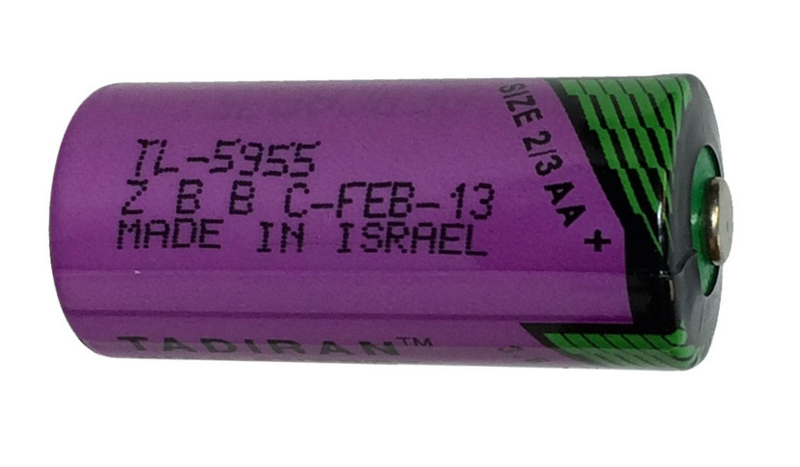 TL-5955
Z B B C-FEB-13
MADE IN ISRAEL
SIZE 2/3 AA +
TADIRAN™